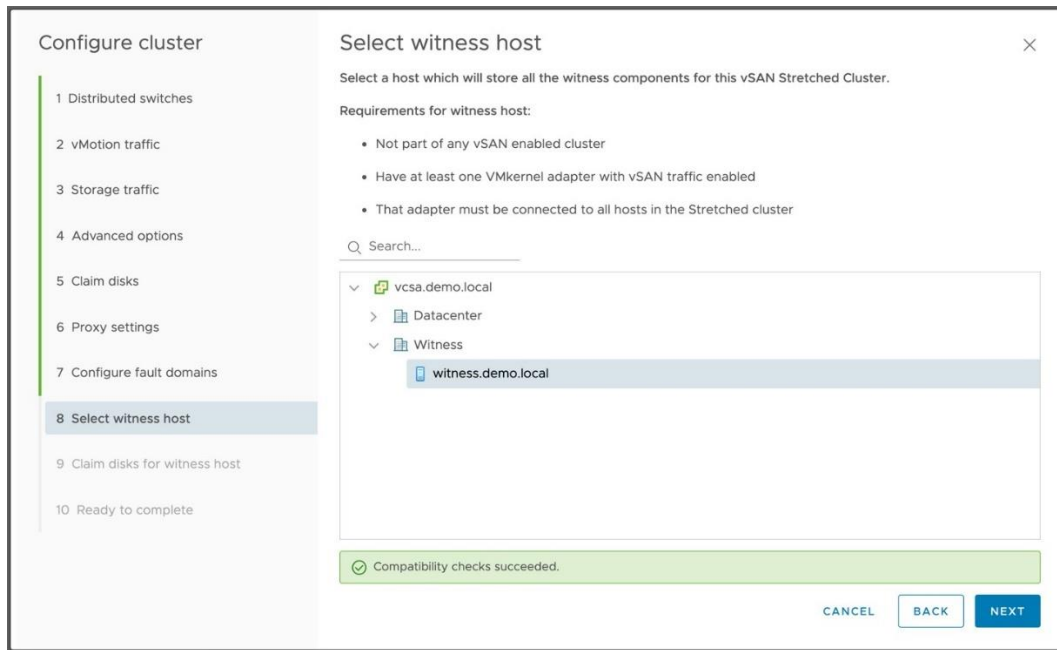 Configure cluster
1 Distributed switches
2 vMotion traffic
3 Storage traffic
4 Advanced options
5 Claim disks
6 Proxy settings
7 Configure fault domains
8 Select witness host
9 Claim disks for witness host
10 Ready to complete
Select witness host
Select a host which will store all the witness components for this vSAN Stretched Cluster.
Requirements for witness host:
• Not part of any vSAN enabled cluster
• Have at least one VMkernel adapter with vSAN traffic enabled
• That adapter must be connected to all hosts in the Stretched cluster
Search...
vcsa.demo.local
Datacenter
Witness
witness.demo.local
Compatibility checks succeeded.
CANCEL BACK NEXT